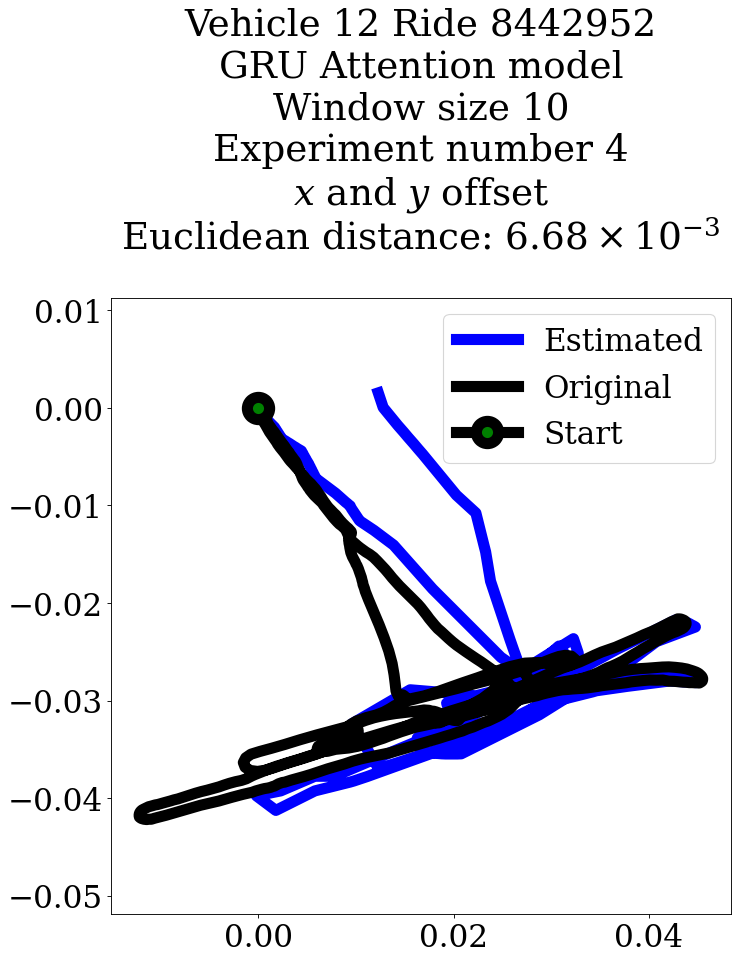 Vehicle 12 Ride 8442952
GRU Attention model
Window size 10
Experiment number 4
x and y offset
Euclidean distance: 6.68 × 10⁻³
Estimated
Original
Start
0.01
0.00
−0.01
−0.02
−0.03
−0.04
−0.05
0.00 0.02 0.04